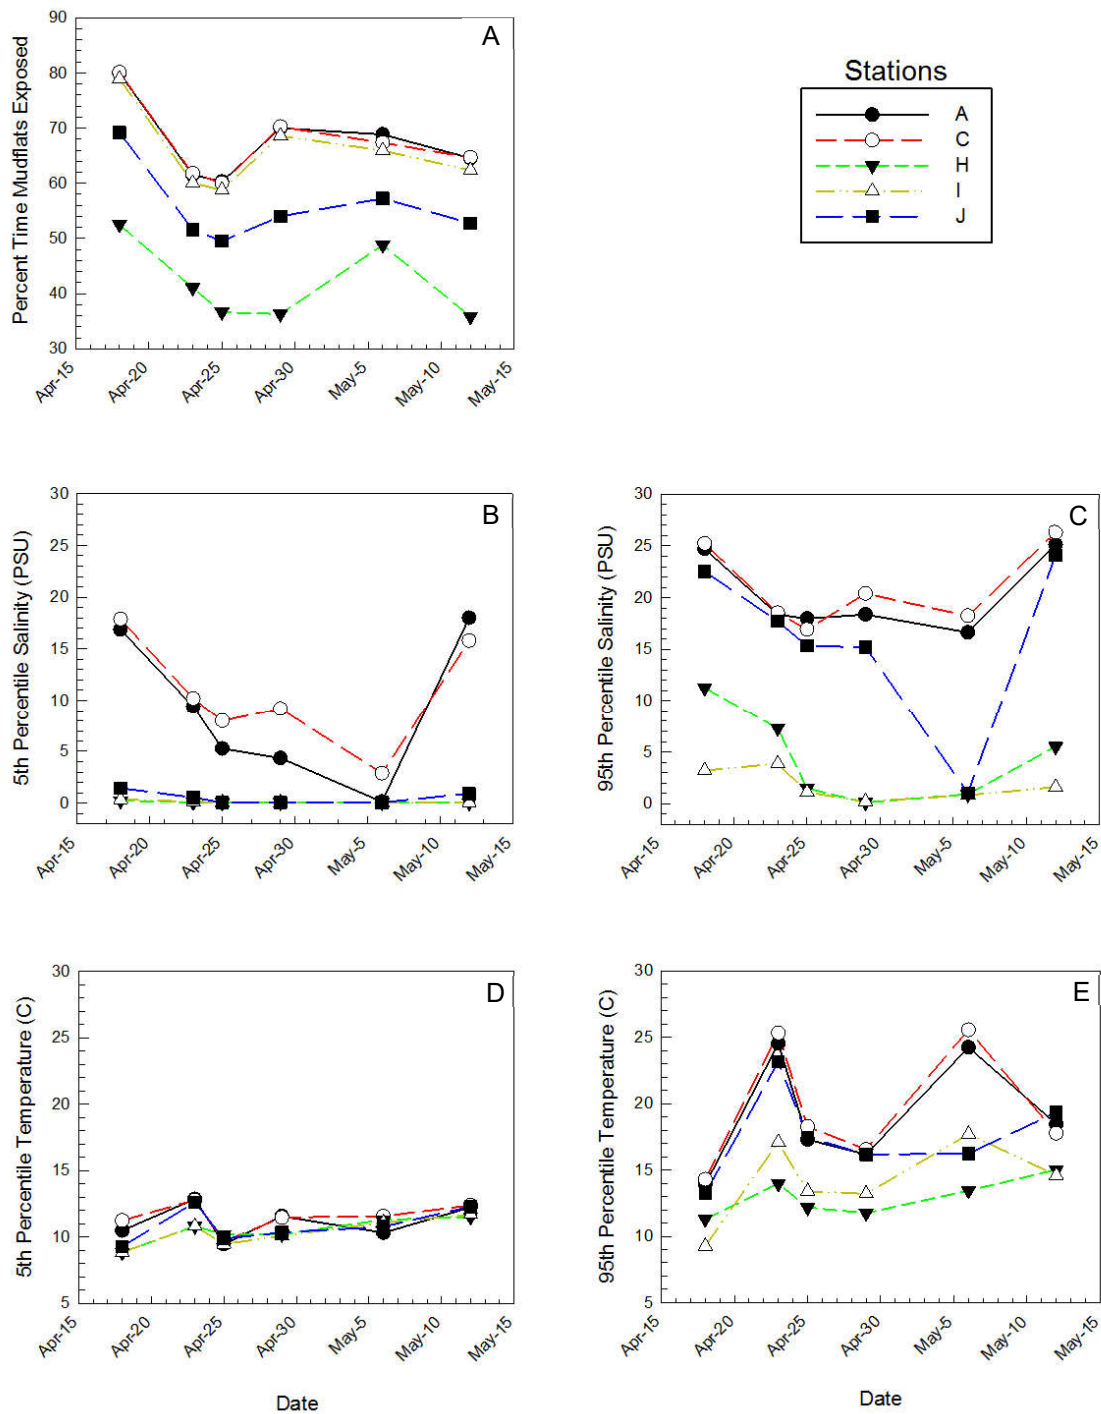 A
Percent Time Mudflats Exposed
90
80
70
60
50
40
30
Apr-15
Apr-20
Apr-25
Apr-30
May-5
May-10
May-15
Stations
A
C
H
I
J
B
5th Percentile Salinity (PSU)
30
25
20
15
10
5
0
Apr-15
Apr-20
Apr-25
Apr-30
May-5
May-10
May-15
C
95th Percentile Salinity (PSU)
30
25
20
15
10
5
0
Apr-15
Apr-20
Apr-25
Apr-30
May-5
May-10
May-15
D
5th Percentile Temperature (C)
30
25
20
15
10
5
Apr-15
Apr-20
Apr-25
Apr-30
May-5
May-10
May-15
Date
E
95th Percentile Temperature (C)
30
25
20
15
10
5
Apr-15
Apr-20
Apr-25
Apr-30
May-5
May-10
May-15
Date